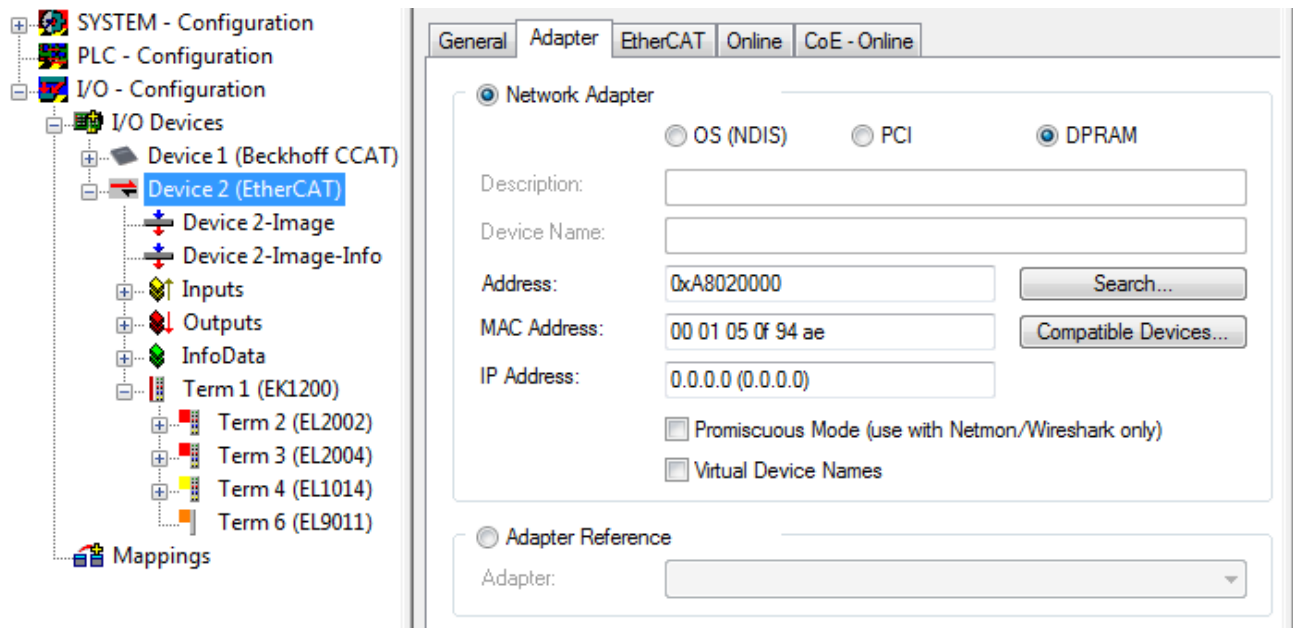 SYSTEM - Configuration
PLC - Configuration
I/O - Configuration
I/O Devices
Device 1 (Beckhoff CCAT)
Device 2 (EtherCAT)
Device 2-Image
Device 2-Image-Info
Inputs
Outputs
InfoData
Term 1 (EK1200)
Term 2 (EL2002)
Term 3 (EL2004)
Term 4 (EL1014)
Term 6 (EL9011)
Mappings
General Adapter EtherCAT Online CoE - Online
Network Adapter
OS (NDIS) PCI DPRAM
Description:
Device Name:
Address: 0xA8020000 Search...
MAC Address: 00 01 05 0f 94 ae Compatible Devices...
IP Address: 0.0.0.0 (0.0.0.0)
Promiscuous Mode (use with Netmon/Wireshark only)
Virtual Device Names
Adapter Reference
Adapter: